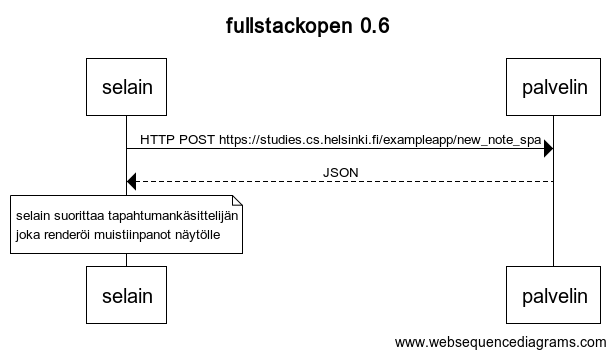 fullstackopen 0.6
selain
palvelin
HTTP POST https://studies.cs.helsinki.fi/exampleapp/new_note_spa
JSON
selain suorittaa tapahtumankäsittelijän
joka renderöi muistiinpanot näytölle
selain
palvelin
www.websequencediagrams.com